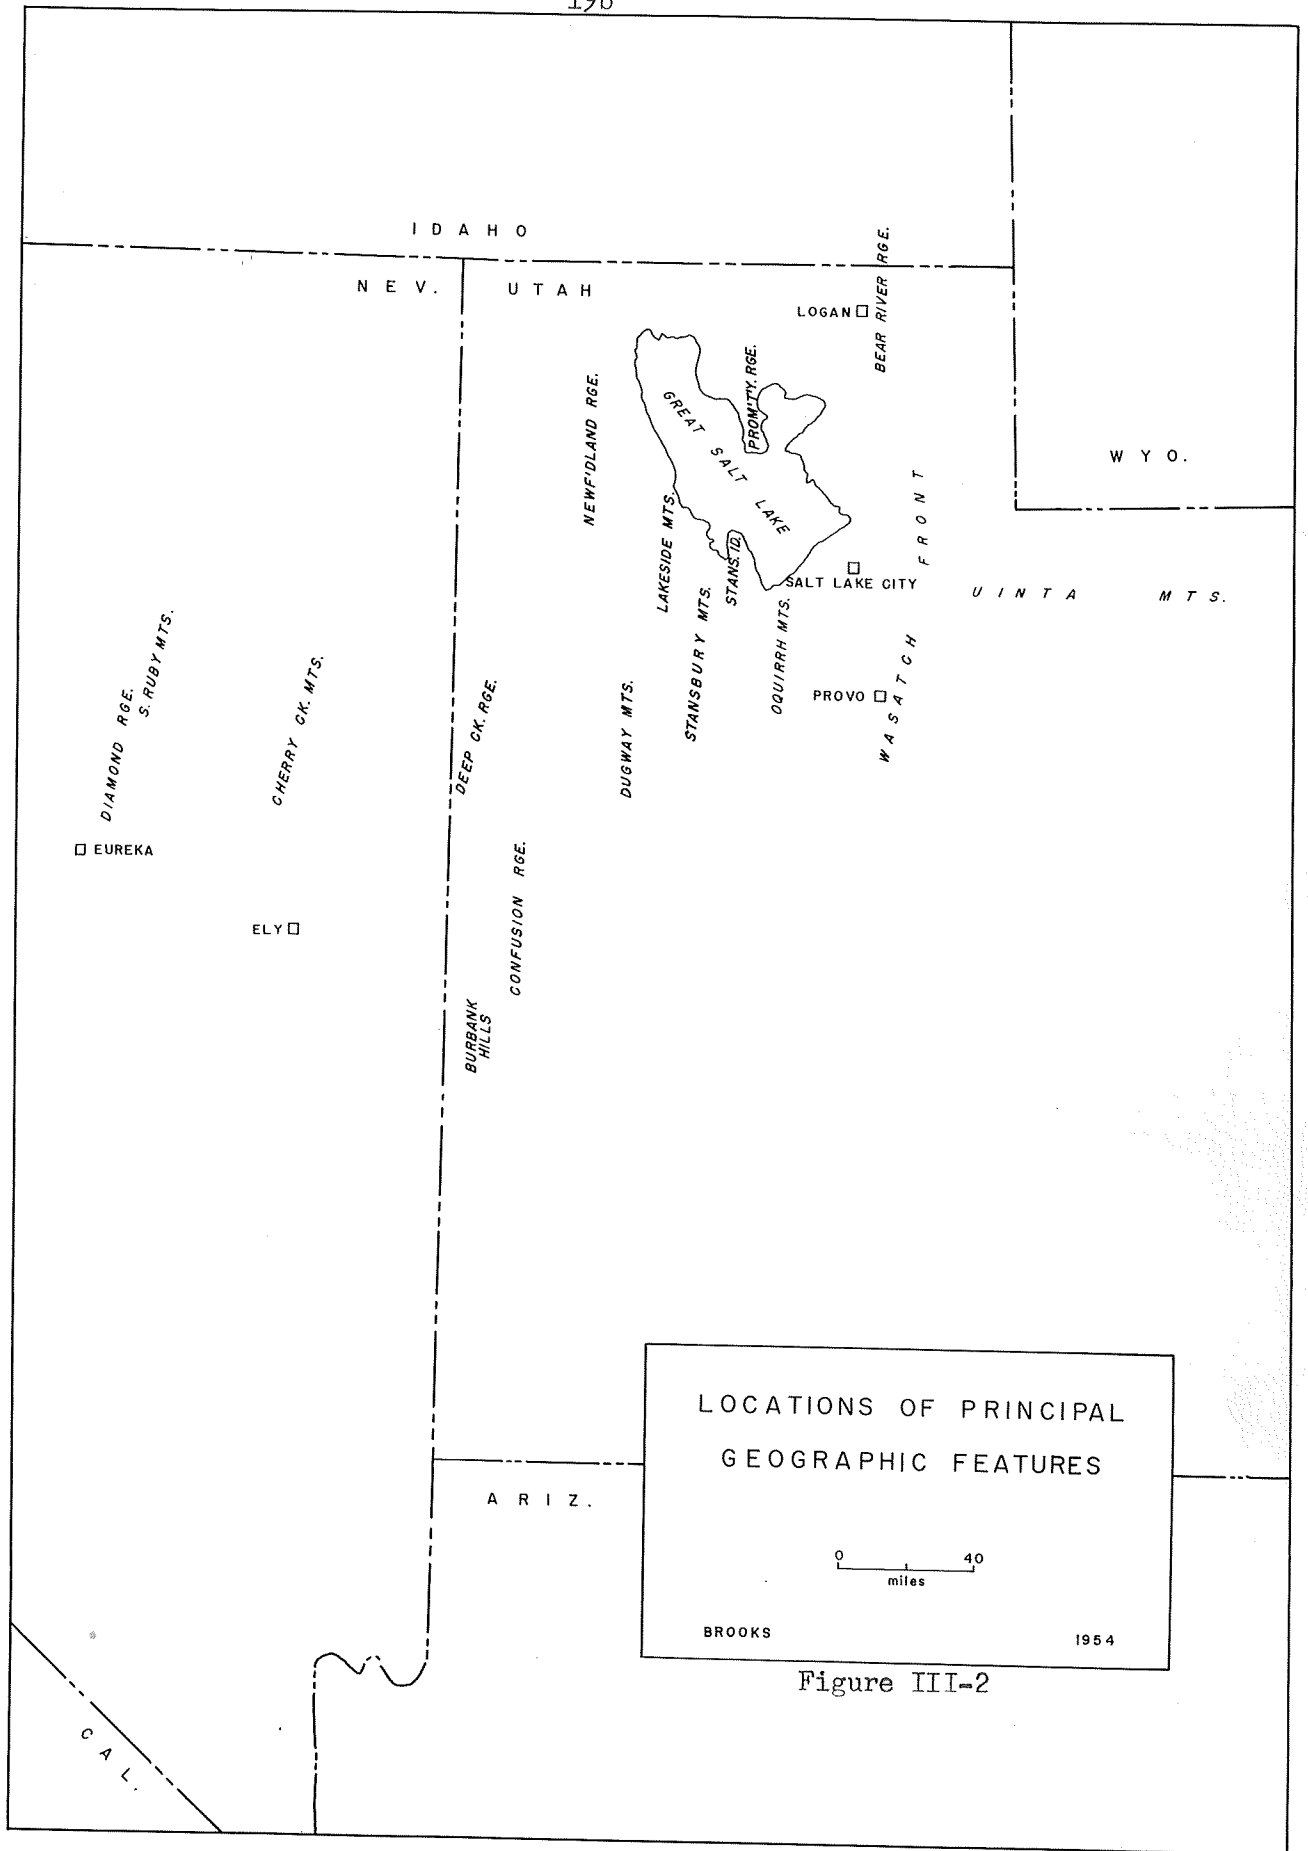 19b
IDAHO
NEV.
UTAH
LOGAN
BEAR RIVER RGE.
NEWF'DLAND RGE.
PROM'T'Y. RGE.
GREAT SALT LAKE
WYO.
LAKESIDE MTS.
STANS. ID.
WASATCH FRONT
SALT LAKE CITY
UINTA MTS.
STANSBURY MTS.
OQUIRRH MTS.
DIAMOND RGE.
S. RUBY MTS.
CHERRY CK. MTS.
DEEP CK. RGE.
DUGWAY MTS.
PROVO
EUREKA
CONFUSION RGE.
ELY
BURBANK
HILLS
ARIZ.
CAL.
LOCATIONS OF PRINCIPAL
GEOGRAPHIC FEATURES
0 40
miles
BROOKS 1954
Figure III-2